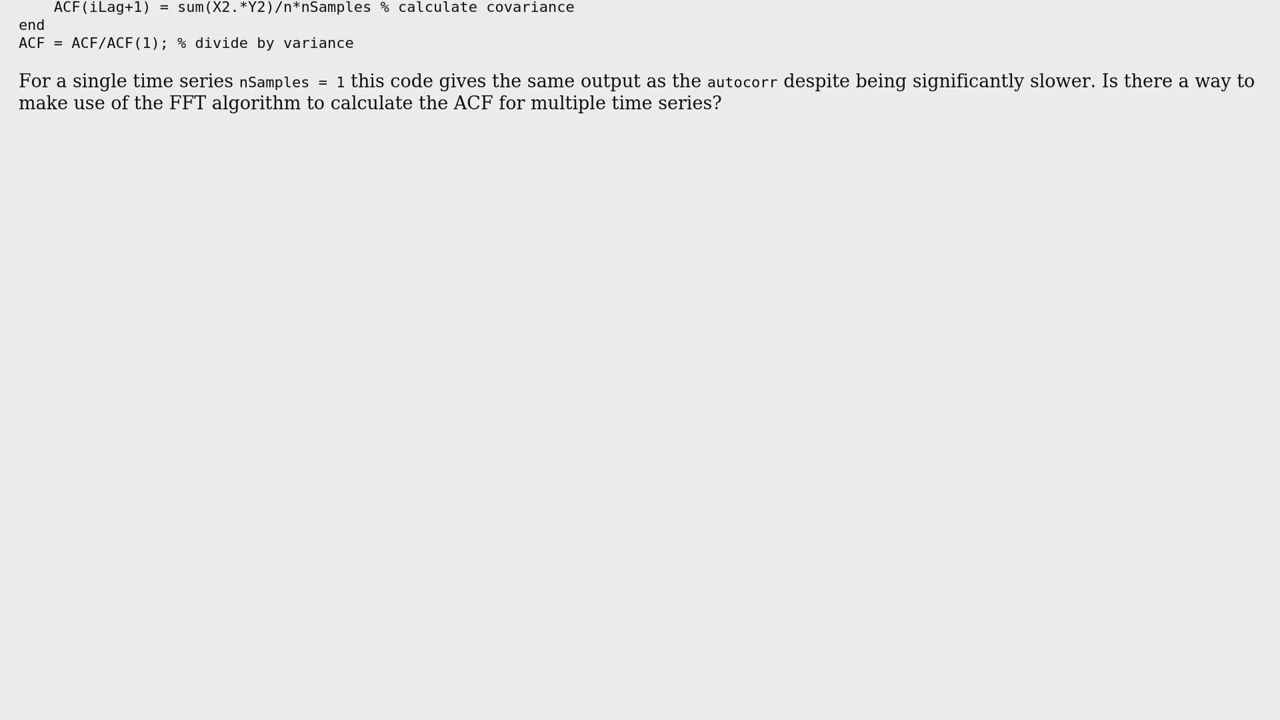 ACF(iLag+1) = sum(X2.*Y2)/n*nSamples % calculate covariance
end
ACF = ACF/ACF(1); % divide by variance
For a single time series nSamples = 1 this code gives the same output as the autocorr despite being significantly slower. Is there a way to
make use of the FFT algorithm to calculate the ACF for multiple time series?